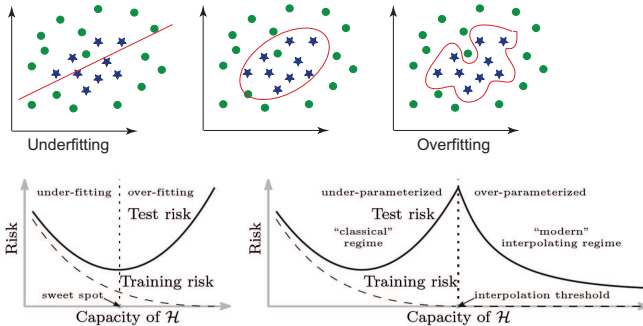 Underfitting
Overfitting
under-fitting
over-fitting
Test risk
Training risk
sweet spot
Risk
Capacity of ℋ
under-parameterized
over-parameterized
Test risk
“classical”
regime
“modern”
interpolating regime
Training risk
interpolation threshold
Risk
Capacity of ℋ